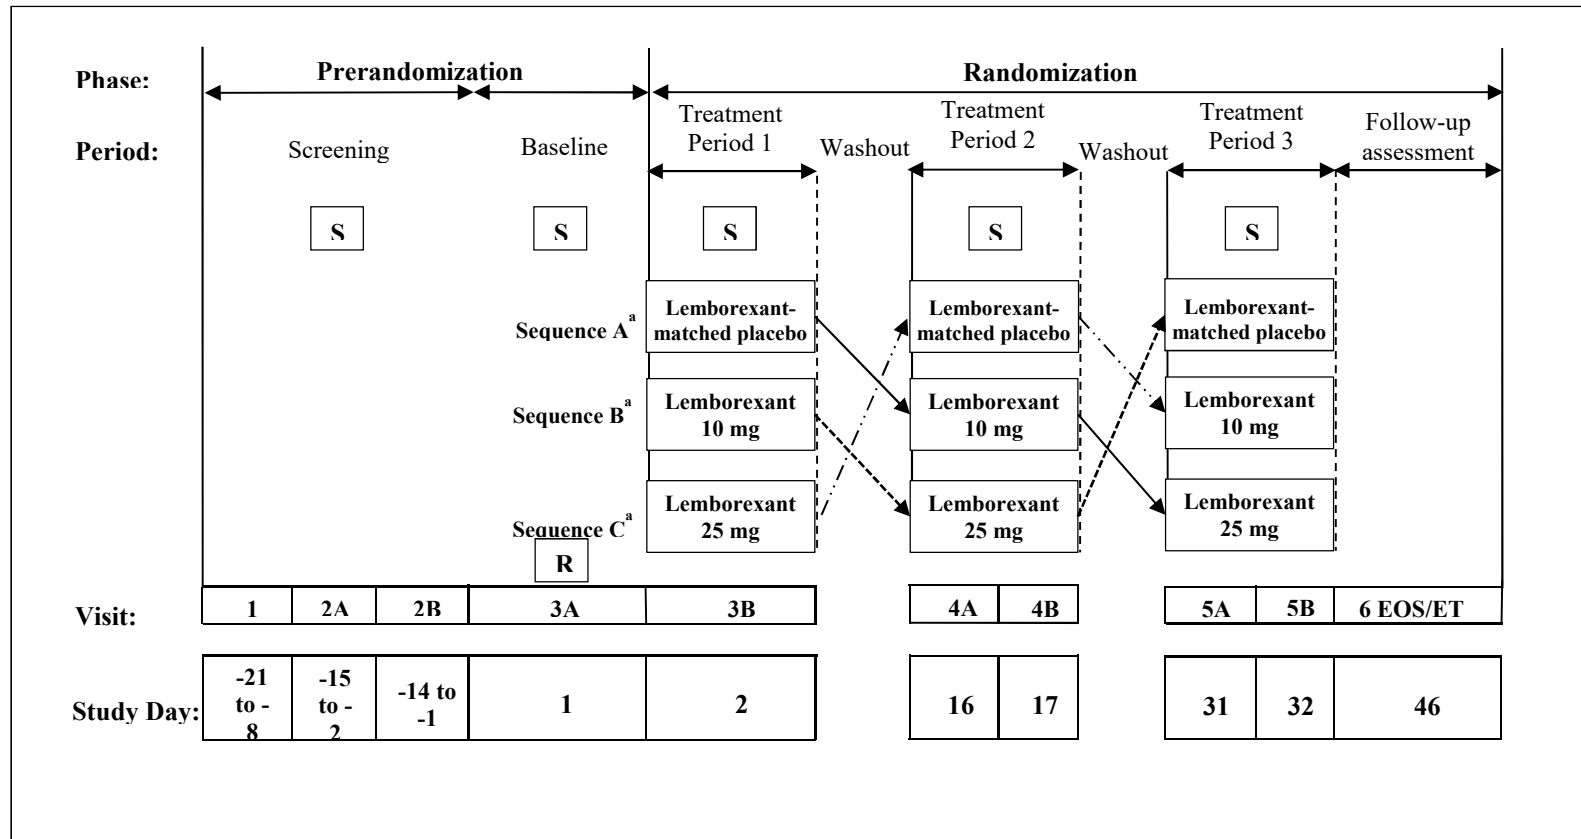 Phase:
Prerandomization
Randomization
Period:
Screening
Baseline
Treatment
Period 1
Washout
Treatment
Period 2
Washout
Treatment
Period 3
Follow-up
assessment
S
S
S
S
S
Sequence Aᵃ
Lemborexant-
matched placebo
Lemborexant-
matched placebo
Lemborexant-
matched placebo
Sequence Bᵃ
Lemborexant
10 mg
Lemborexant
10 mg
Lemborexant
10 mg
Sequence Cᵃ
Lemborexant
25 mg
Lemborexant
25 mg
Lemborexant
25 mg
R
Visit:
1
2A
2B
3A
3B
4A
4B
5A
5B
6 EOS/ET
Study Day:
-21
to -
8
-15
to -
2
-14 to
-1
1
2
16
17
31
32
46